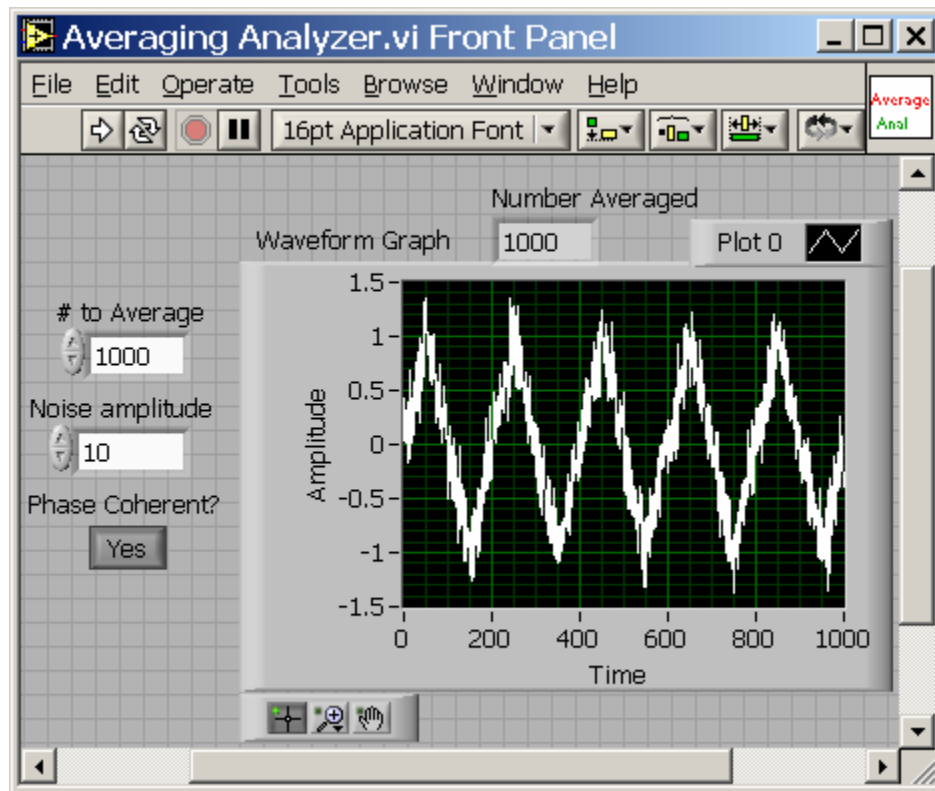 Averaging Analyzer.vi Front Panel
File Edit Operate Tools Browse Window Help
16pt Application Font
Average
Anal
Number Averaged
Waveform Graph
1000
Plot 0
# to Average
1000
Noise amplitude
10
Phase Coherent?
Yes
Amplitude
1.5
1
0.5
0
-0.5
-1
-1.5
0 200 400 600 800 1000
Time